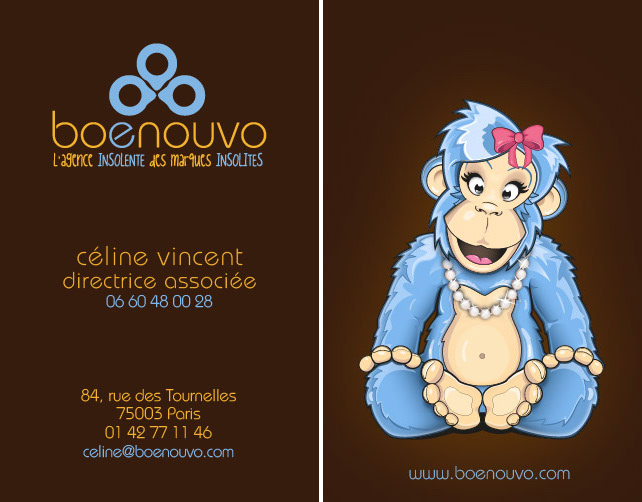 boenouvo
L'agence INSOLENTE des marques INSOLITES
céline vincent
directrice associée
06 60 48 00 28
84, rue des Tournelles
75003 Paris
01 42 77 11 46
celine@boenouvo.com
www.boenouvo.com